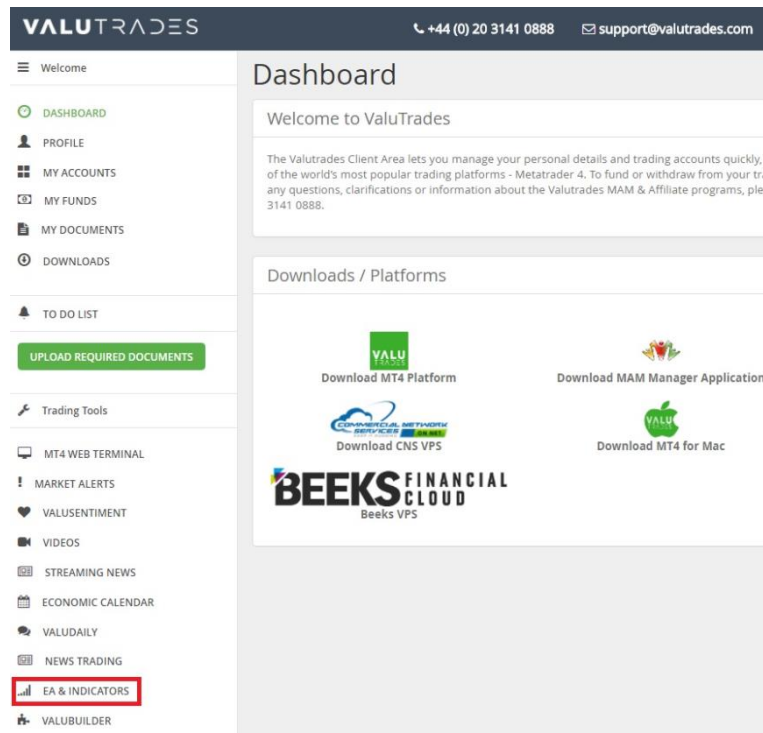 VALUTRADES
+44 (0) 20 3141 0888 support@valutrades.com
Welcome
DASHBOARD
PROFILE
MY ACCOUNTS
MY FUNDS
MY DOCUMENTS
DOWNLOADS
TO DO LIST
UPLOAD REQUIRED DOCUMENTS
Trading Tools
MT4 WEB TERMINAL
MARKET ALERTS
VALUSENTIMENT
VIDEOS
STREAMING NEWS
ECONOMIC CALENDAR
VALUDAILY
NEWS TRADING
EA & INDICATORS
VALUBUILDER
Dashboard
Welcome to ValuTrades
The Valutrades Client Area lets you manage your personal details and trading accounts quickly,
of the world's most popular trading platforms - Metatrader 4. To fund or withdraw from your
any questions, clarifications or information about the Valutrades MAM & Affiliate programs,
3141 0888.
Downloads / Platforms
VALU
TRADES
Download MT4 Platform
Download MAM Manager Application
COMMERCIAL NETWORK
SERVICES
Download CNS VPS
VALU
TRADES
Download MT4 for Mac
BEEKS FINANCIAL
CLOUD
Beeks VPS